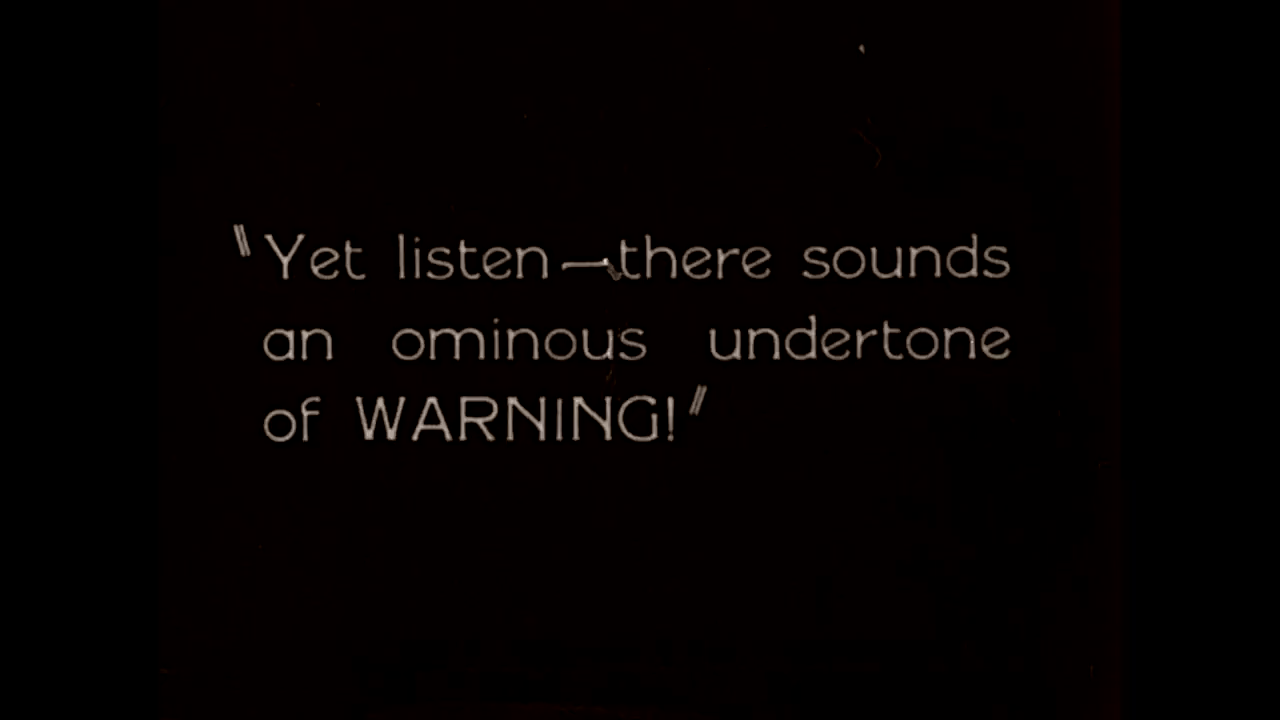 "Yet listen—there sounds
an ominous undertone
of WARNING!"